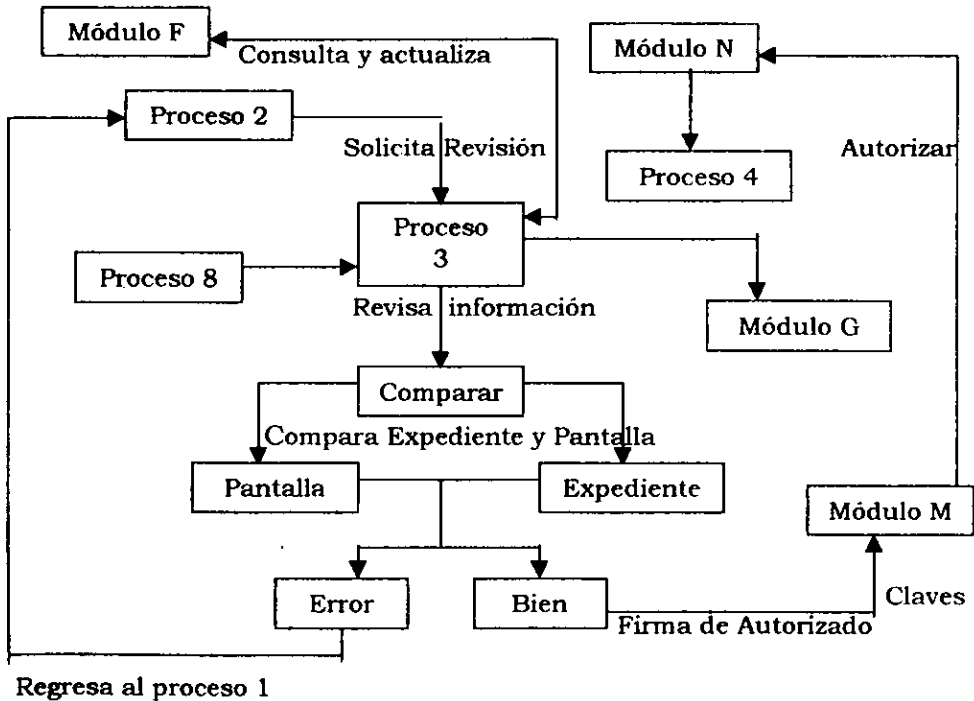 Módulo F
Consulta y actualiza
Módulo N
Proceso 2
Solicita Revisión
Autorizar
Proceso 4
Proceso
3
Proceso 8
Revisa información
Módulo G
Comparar
Compara Expediente y Pantalla
Pantalla
Expediente
Módulo M
Error
Bien
Claves
Firma de Autorizado
Regresa al proceso 1